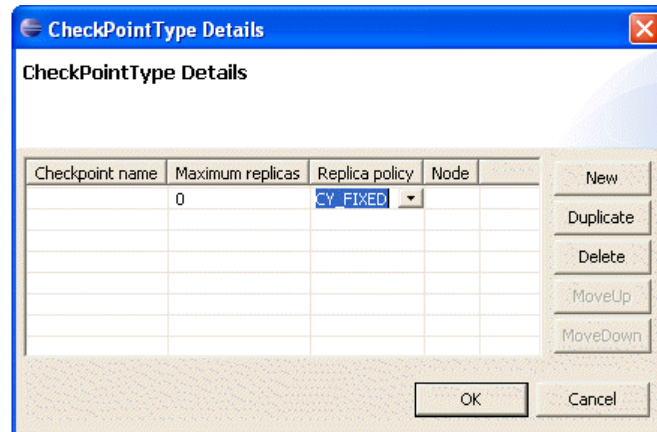 CheckPointType Details
CheckPointType Details
Checkpoint name Maximum replicas Replica policy Node
0 CY_FIXED
New
Duplicate
Delete
MoveUp
MoveDown
OK Cancel